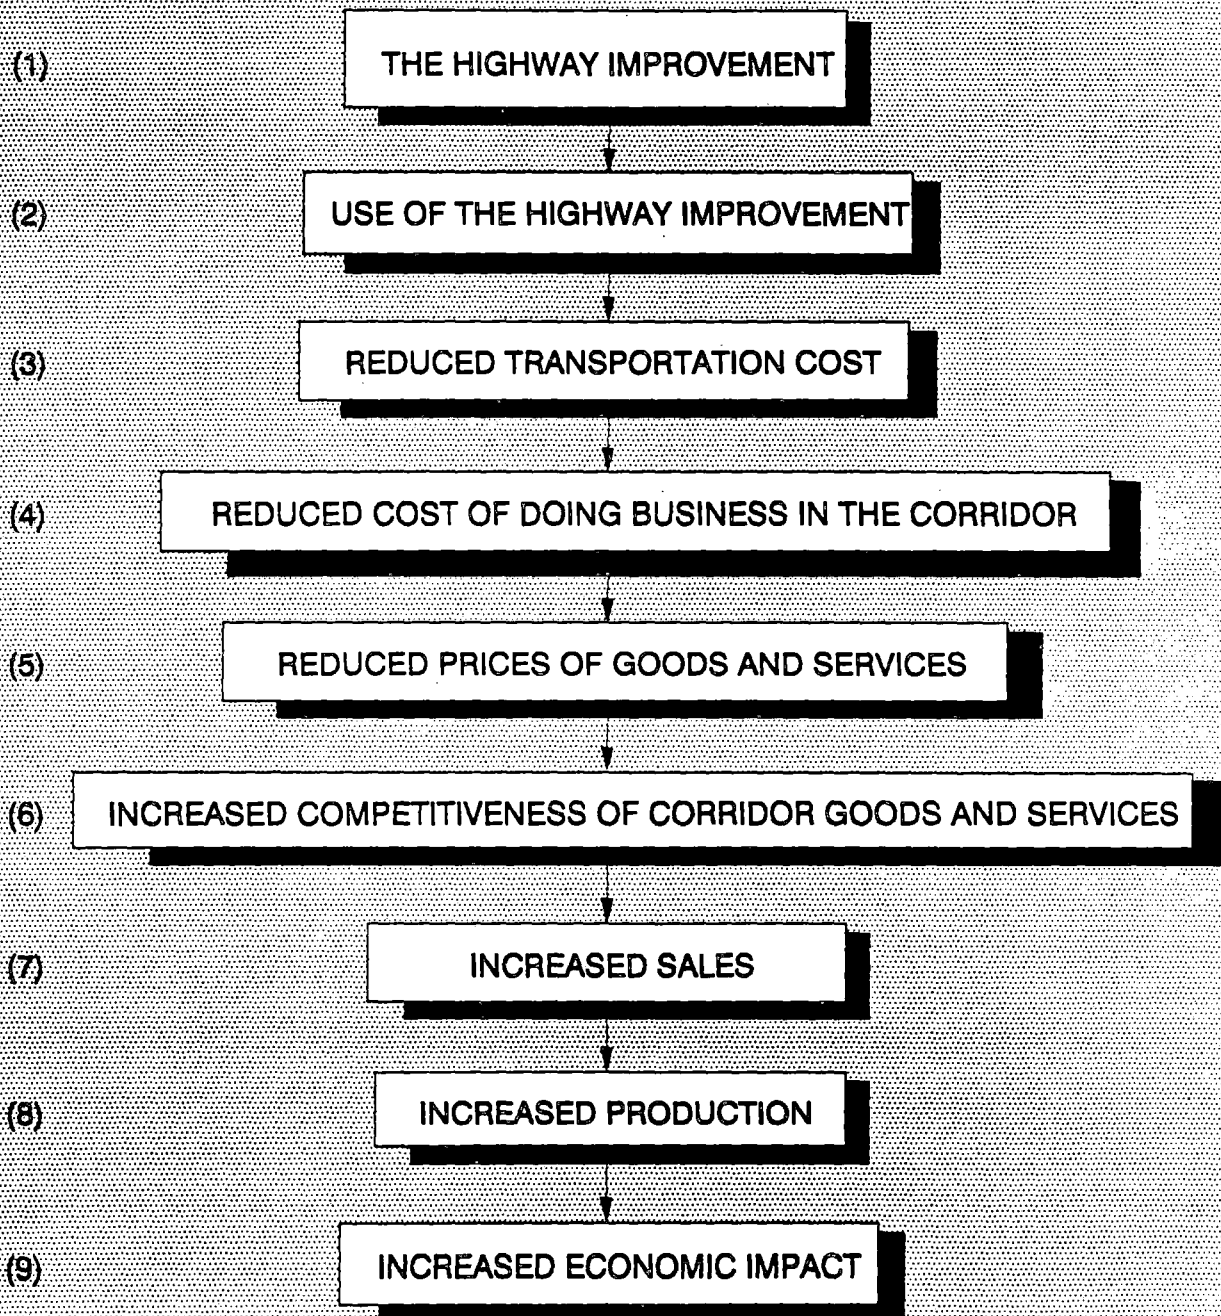 (1) THE HIGHWAY IMPROVEMENT
(2) USE OF THE HIGHWAY IMPROVEMENT
(3) REDUCED TRANSPORTATION COST
(4) REDUCED COST OF DOING BUSINESS IN THE CORRIDOR
(5) REDUCED PRICES OF GOODS AND SERVICES
(6) INCREASED COMPETITIVENESS OF CORRIDOR GOODS AND SERVICES
(7) INCREASED SALES
(8) INCREASED PRODUCTION
(9) INCREASED ECONOMIC IMPACT